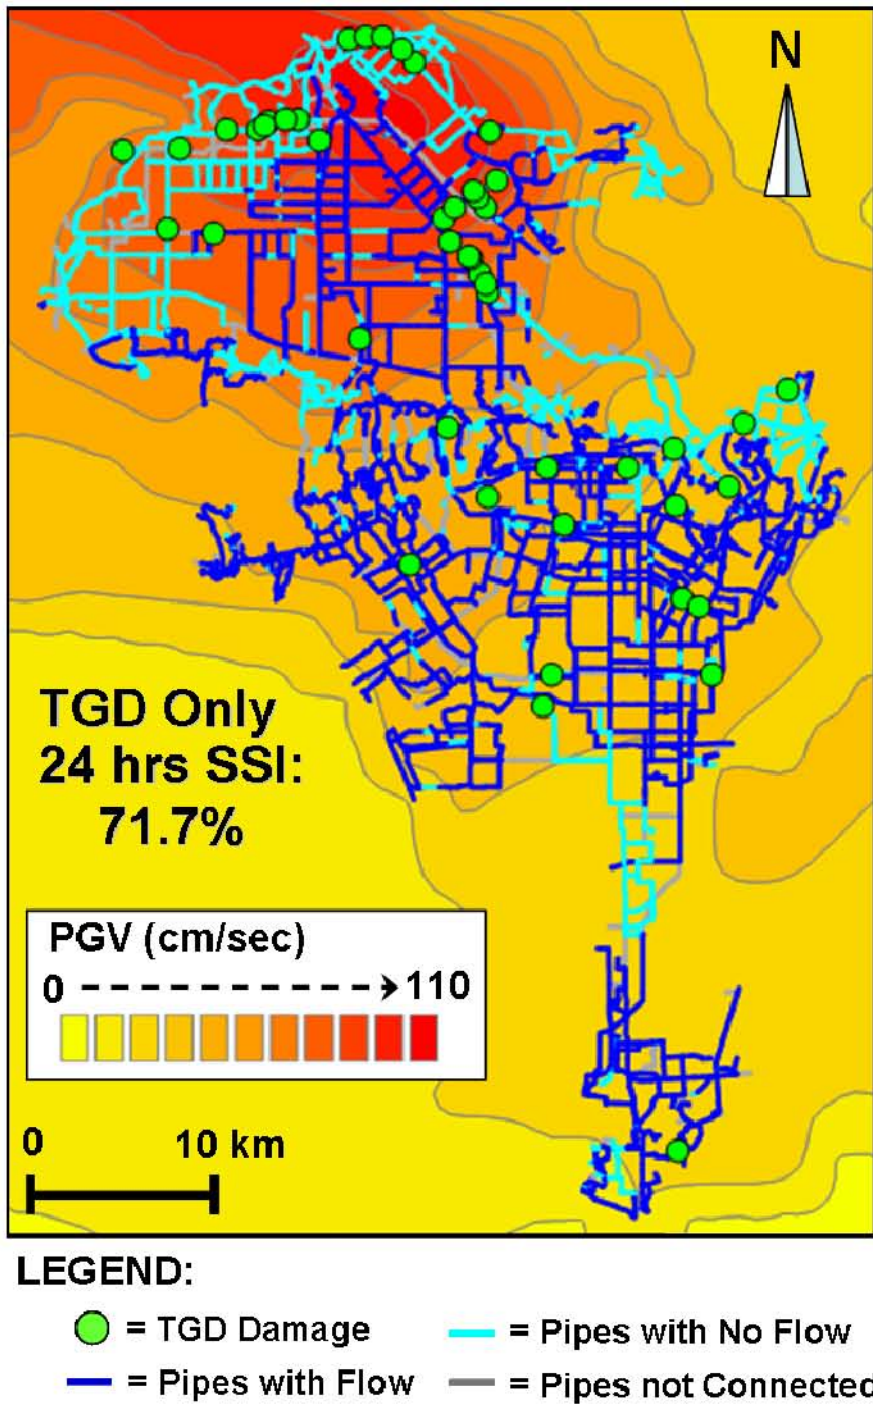 N
TGD Only
24 hrs SSI:
71.7%
PGV (cm/sec)
0 110
0 10 km
LEGEND:
= TGD Damage = Pipes with No Flow
= Pipes with Flow = Pipes not Connected